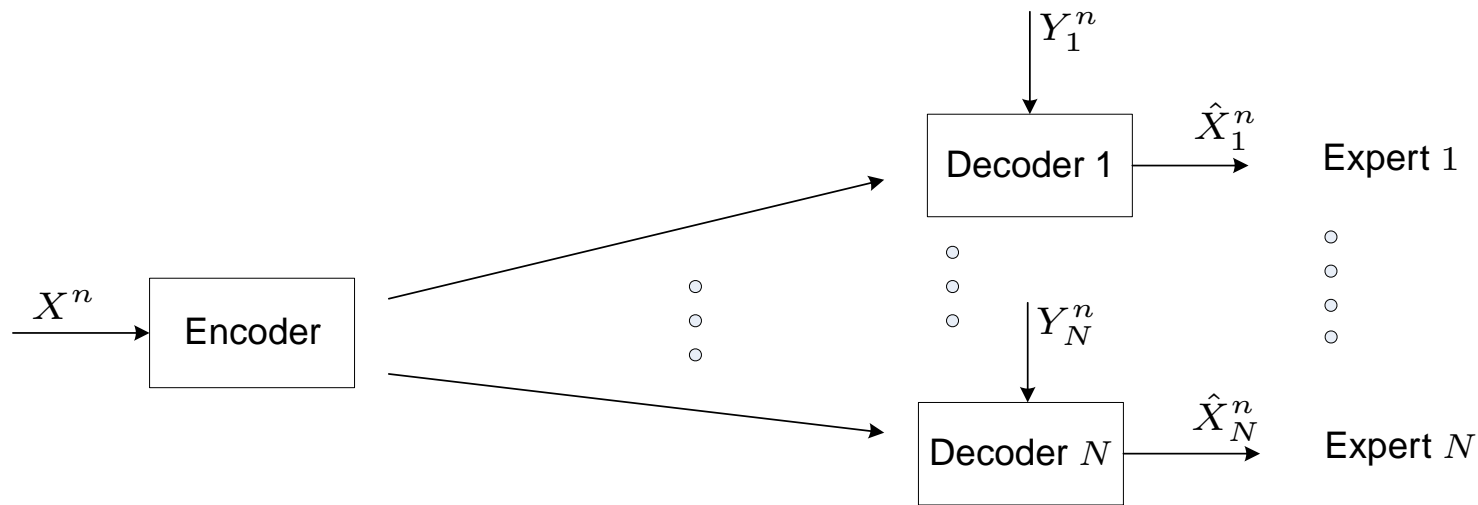 Y_1^n
X̂_1^n
Decoder 1
Expert 1
X^n
Encoder
Y_N^n
X̂_N^n
Decoder N
Expert N